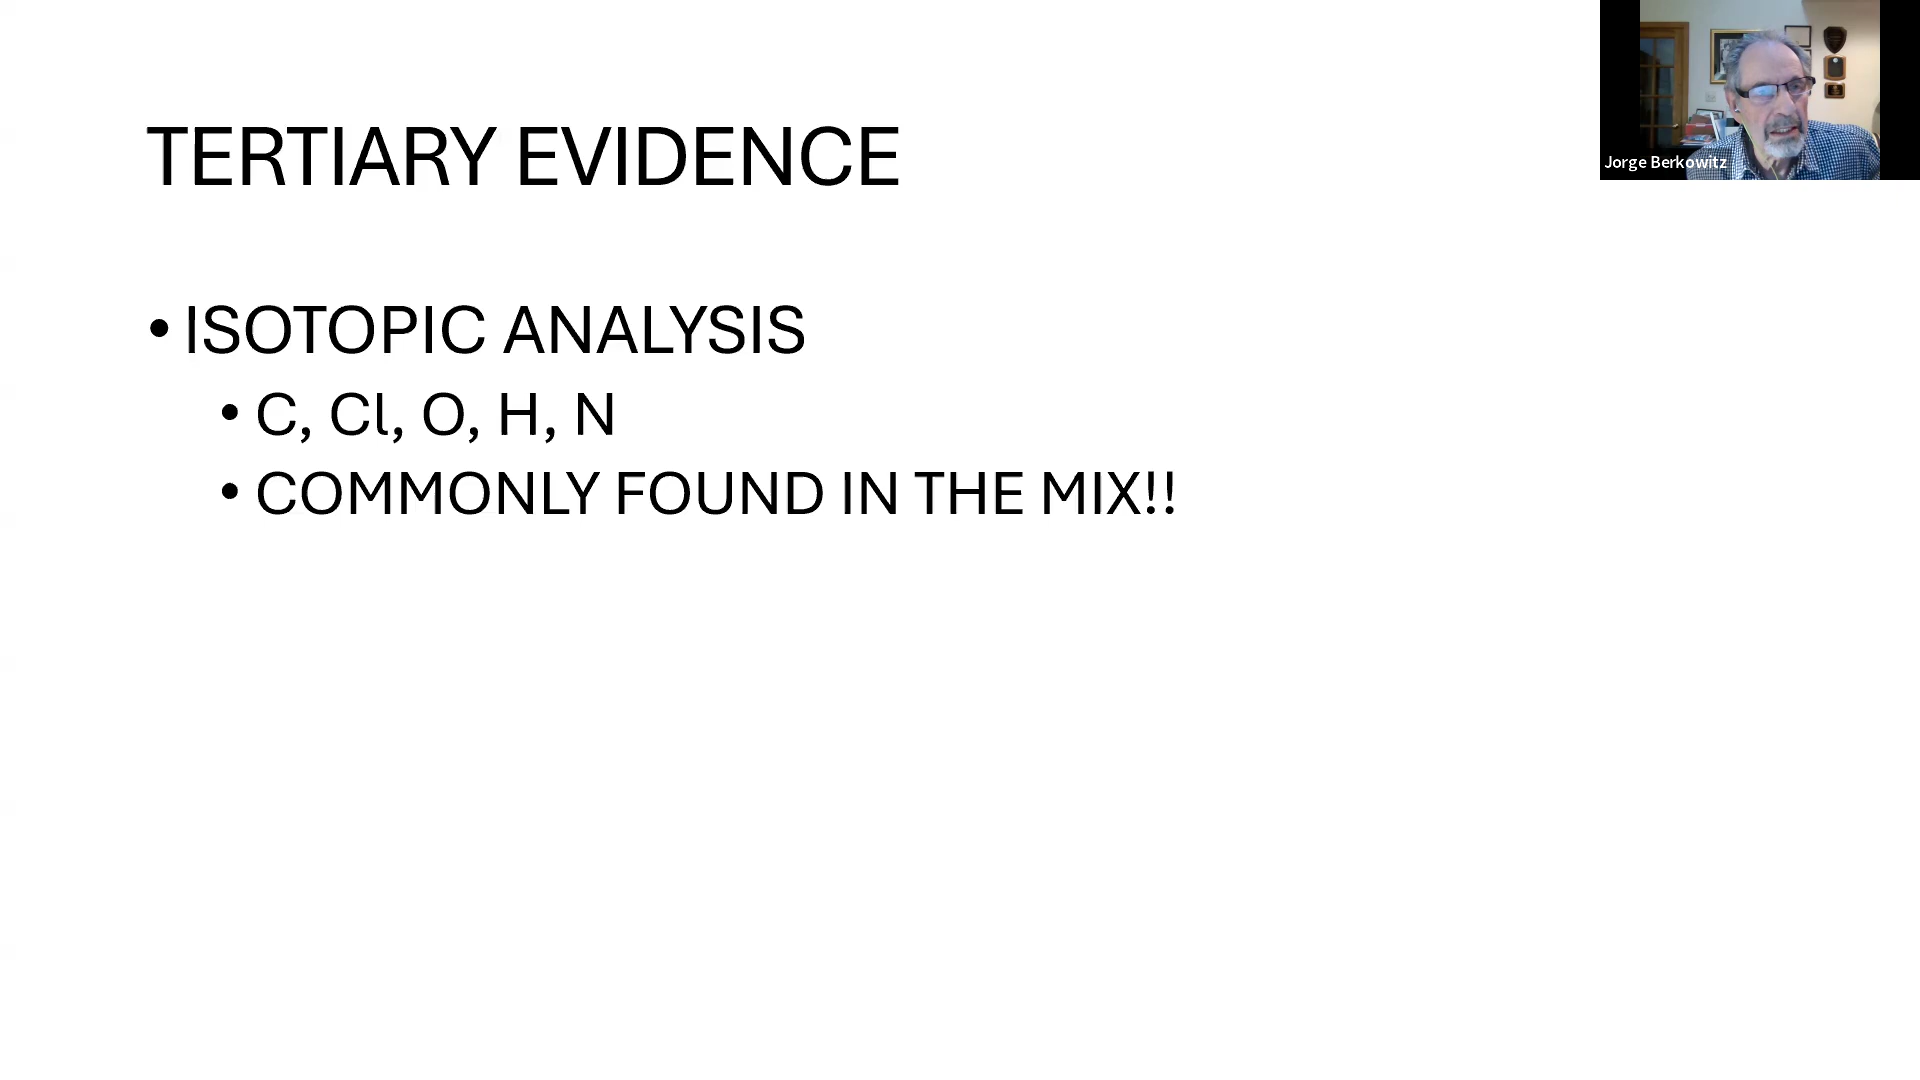 TERTIARY EVIDENCE
• ISOTOPIC ANALYSIS
• C, Cl, O, H, N
• COMMONLY FOUND IN THE MIX!!
Jorge Berkowitz